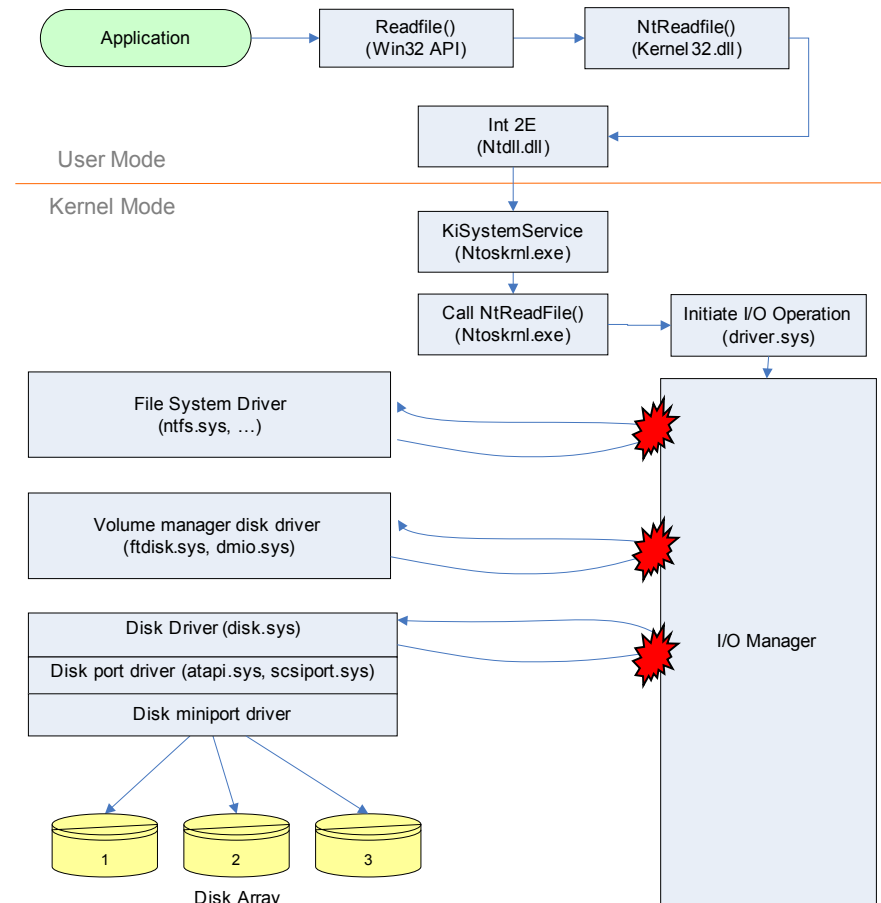 Application
Readfile()
(Win32 API)
NtReadfile()
(Kernel32.dll)
Int 2E
(Ntdll.dll)
User Mode
Kernel Mode
KiSystemService
(Ntoskrnl.exe)
Call NtReadFile()
(Ntoskrnl.exe)
Initiate I/O Operation
(driver.sys)
File System Driver
(ntfs.sys, …)
Volume manager disk driver
(ftdisk.sys, dmio.sys)
Disk Driver (disk.sys)
I/O Manager
Disk port driver (atapi.sys, scsiport.sys)
Disk miniport driver
1
2
3
Disk Array